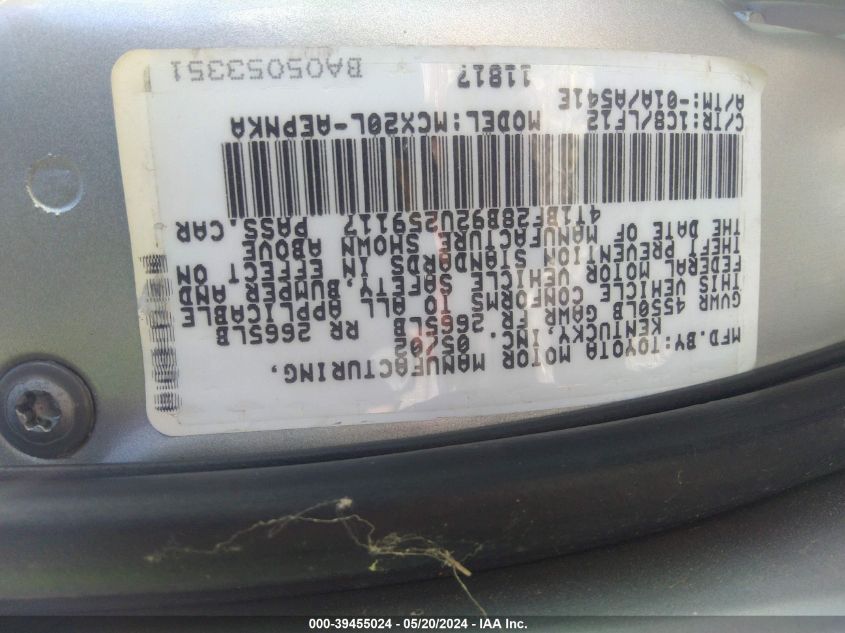 MFD.BY:TOYOTA MOTOR MANUFACTURING,
KENTUCKY, INC. 05/02
GVWR 4550LB GAWR FR. 2665LB RR 2665LB
THIS VEHICLE CONFORMS TO ALL APPLICABLE
FEDERAL MOTOR VEHICLE SAFETY, BUMPER, AND
THEFT PREVENTION STANDARDS IN EFFECT ON
THE DATE OF MANUFACTURE SHOWN ABOVE.
4T1BF28B92U259117 PASS.CAR
C/TR:1C8/LF12 MODEL:MCX20L-AEPNKA
A/TM:-01A/A541E
11817 BA05053351
000-39455024 - 05/20/2024 - IAA Inc.